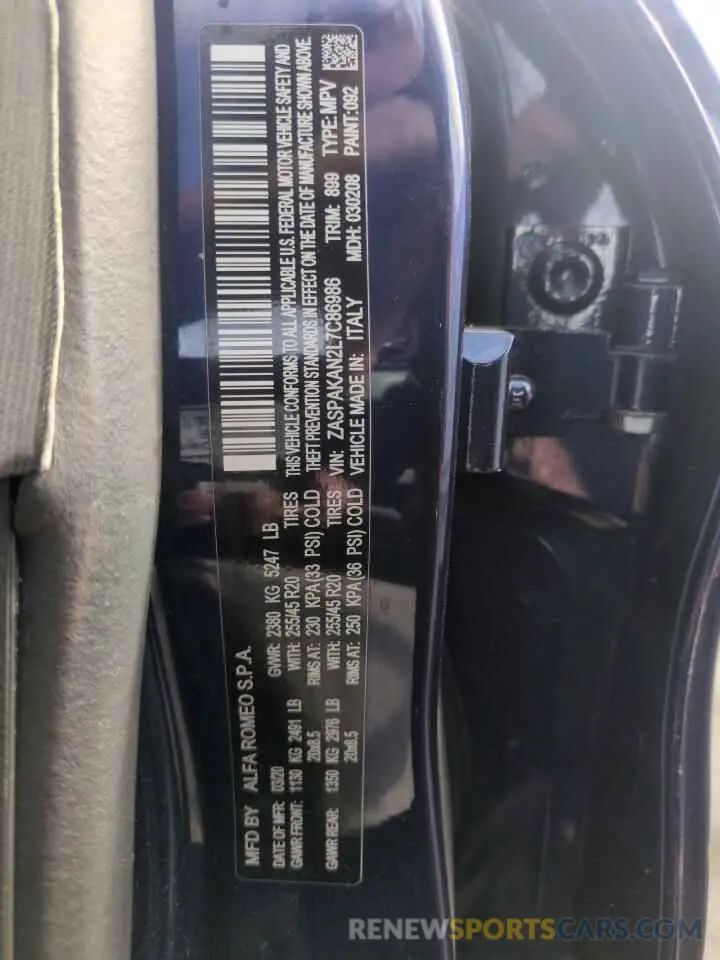 MFD BY ALFA ROMEO S.P.A.
DATE OF MFR: 03/20 GVWR: 2380 KG 5247 LB TIRES
GAWR FRONT: 1130 KG 2491 LB WITH: 255/45 R20
20x8.5 RIMS AT: 230 KPA (33 PSI) COLD
GAWR REAR: 1350 KG 2976 LB WITH: 255/45 R20 TIRES
20x8.5 RIMS AT: 250 KPA (36 PSI) COLD
THIS VEHICLE CONFORMS TO ALL APPLICABLE U.S. FEDERAL MOTOR VEHICLE SAFETY AND
THEFT PREVENTION STANDARDS IN EFFECT ON THE DATE OF MANUFACTURE SHOWN ABOVE.
VIN: ZASPAKAN2L7C86986 TRIM: 899 TYPE: MPV
VEHICLE MADE IN: ITALY MDH: 030208 PAINT: 092
RENEWSPORTSCARS.COM